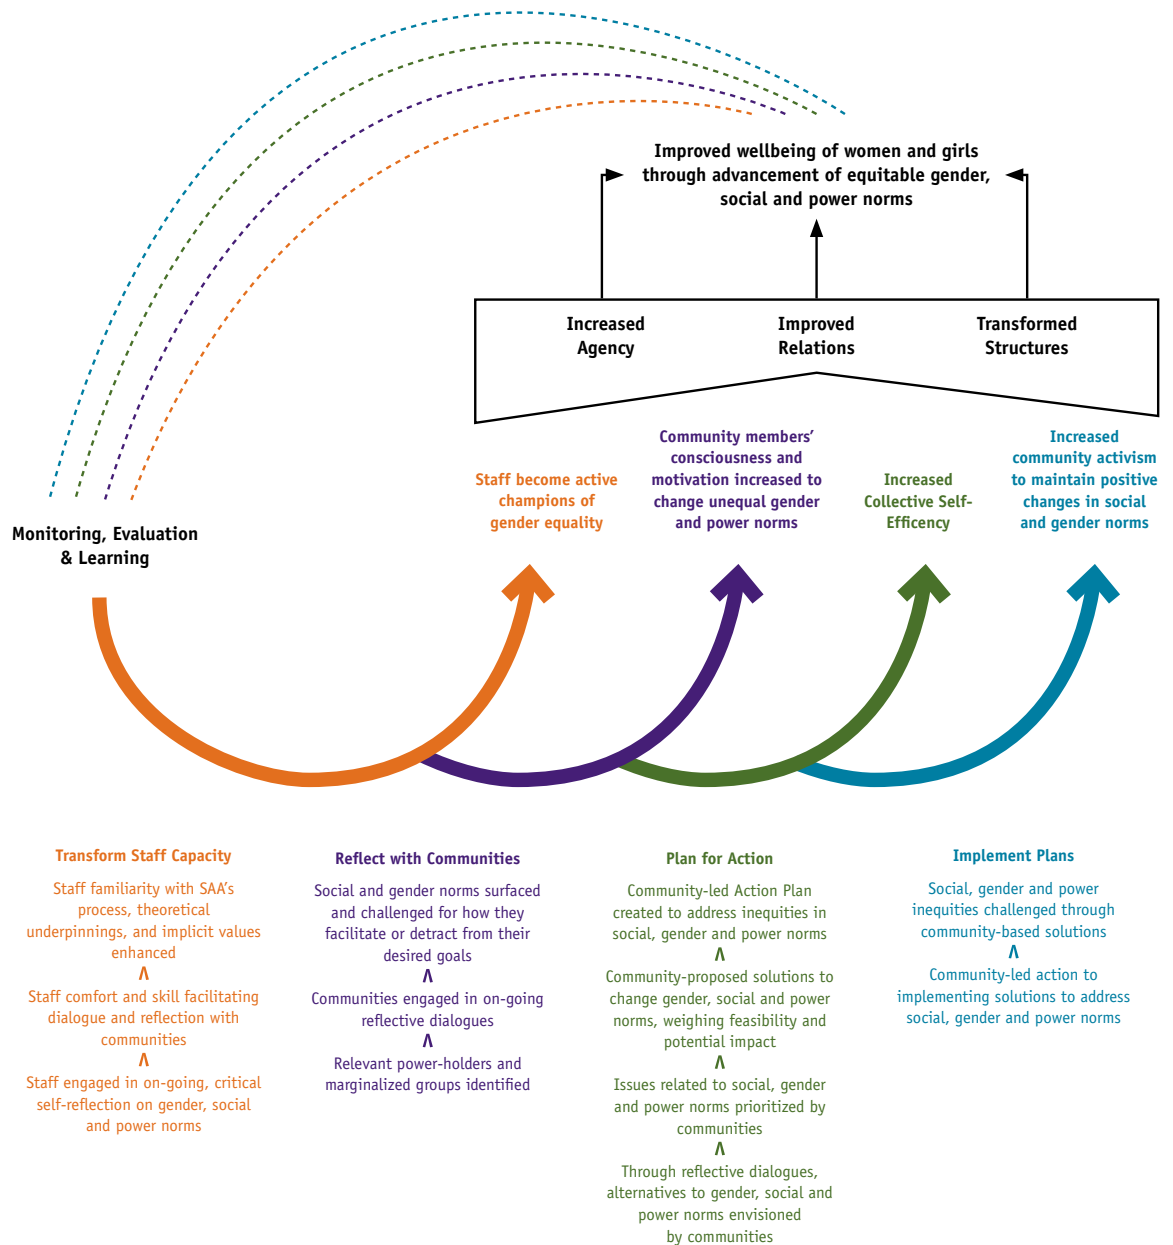 Improved wellbeing of women and girls
through advancement of equitable gender,
social and power norms
Increased
Agency
Improved
Relations
Transformed
Structures
Monitoring, Evaluation
& Learning
Staff become active
champions of
gender equality
Community members’
consciousness and
motivation increased to
change unequal gender
and power norms
Increased
Collective Self-
Efficency
Increased
community activism
to maintain positive
changes in social
and gender norms
Transform Staff Capacity
Staff familiarity with SAA’s
process, theoretical
underpinnings, and implicit values
enhanced
Staff comfort and skill facilitating
dialogue and reflection with
communities
Staff engaged in on-going, critical
self-reflection on gender, social
and power norms
Reflect with Communities
Social and gender norms surfaced
and challenged for how they
facilitate or detract from their
desired goals
Communities engaged in on-going
reflective dialogues
Relevant power-holders and
marginalized groups identified
Plan for Action
Community-led Action Plan
created to address inequities in
social, gender and power norms
Community-proposed solutions to
change gender, social and power
norms, weighing feasibility and
potential impact
Issues related to social, gender
and power norms prioritized by
communities
Through reflective dialogues,
alternatives to gender, social and
power norms envisioned
by communities
Implement Plans
Social, gender and power
inequities challenged through
community-based solutions
Community-led action to
implementing solutions to address
social, gender and power norms